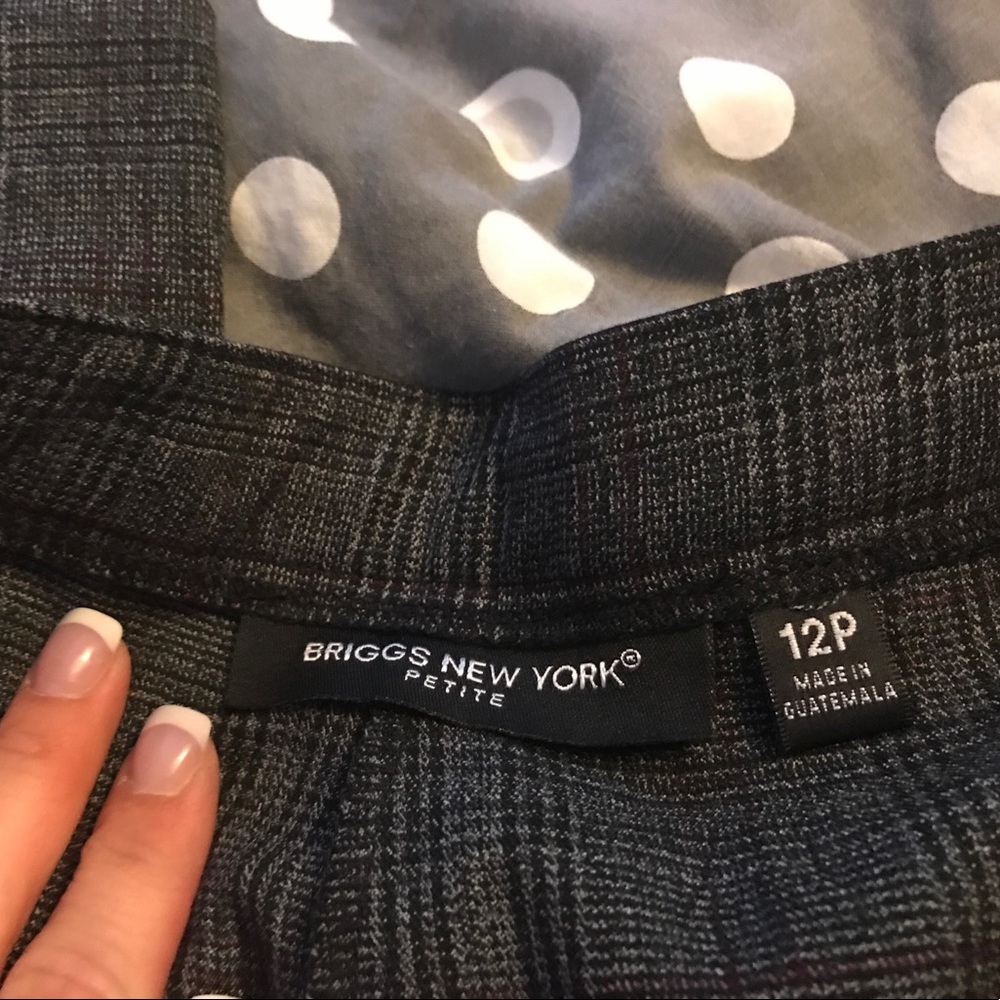 BRIGGS NEW YORK®
PETITE
12P
MADE IN
GUATEMALA